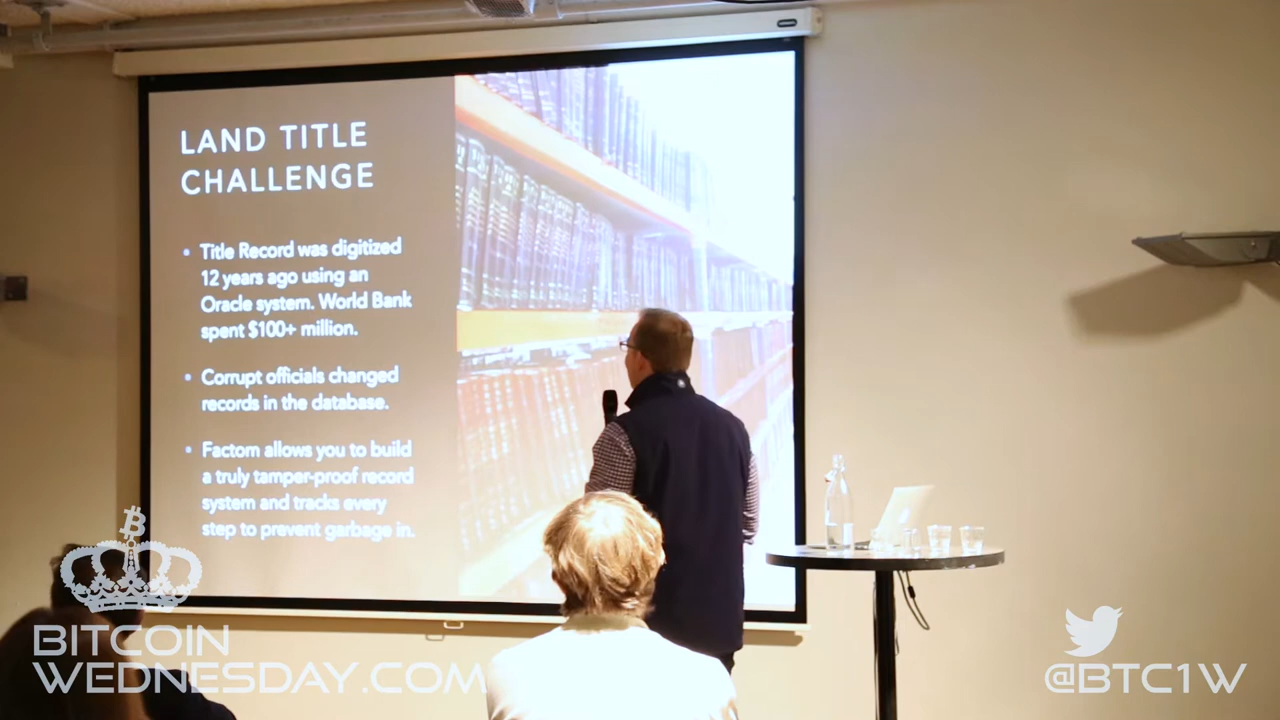 LAND TITLE
CHALLENGE
• Title Record was digitized
12 years ago using an
Oracle system. World Bank
spent $100+ million.
• Corrupt officials changed
records in the database.
• Factom allows you to build
a truly tamper-proof record
system and tracks every
step to prevent garbage in.
BITCOIN
WEDNESDAY.COM
@BTC1W